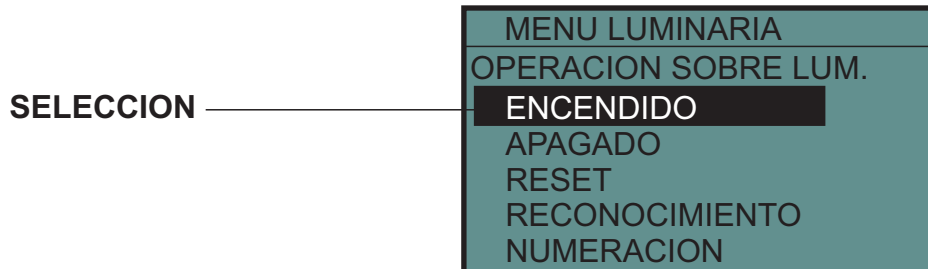 MENU LUMINARIA
OPERACION SOBRE LUM.
SELECCION
ENCENDIDO
APAGADO
RESET
RECONOCIMIENTO
NUMERACION